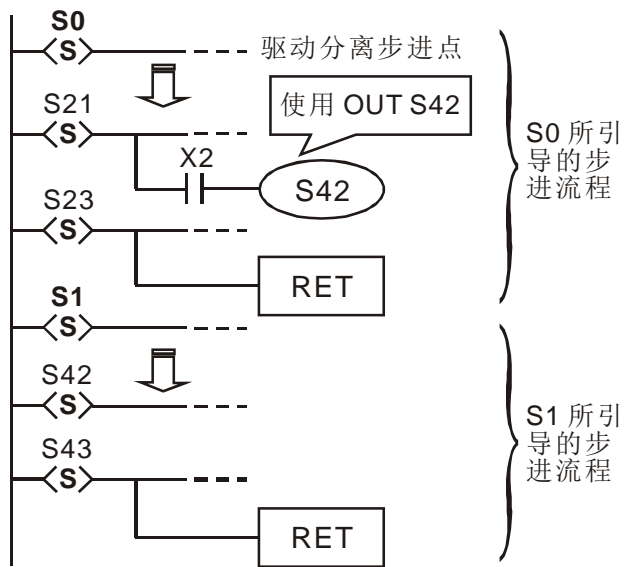 S0
S
驱动分离步进点
S21
S
使用 OUT S42
X2
S42
S23
S
RET
S0 所引
导的步
进流程
S1
S
S42
S
S43
S
RET
S1 所引
导的步
进流程